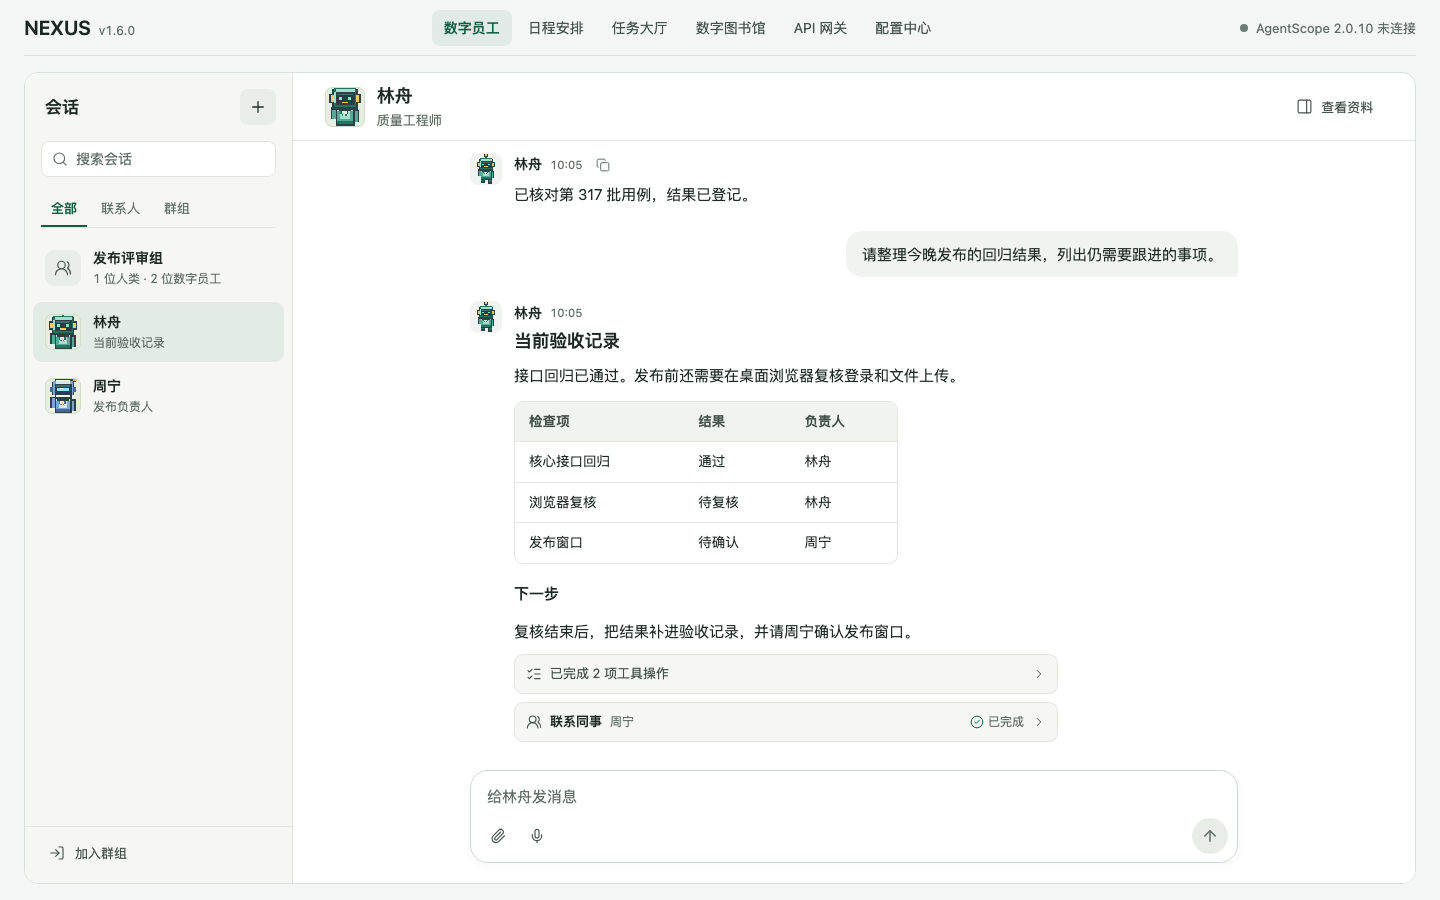 NEXUS v1.6.0
数字员工 日程安排 任务大厅 数字图书馆 API 网关 配置中心
AgentScope 2.0.10 未连接
会话
搜索会话
全部 联系人 群组
发布评审组
1 位人类 · 2 位数字员工
林舟
当前验收记录
周宁
发布负责人
加入群组
林舟
质量工程师
查看资料
林舟 10:05
已核对第 317 批用例，结果已登记。
请整理今晚发布的回归结果，列出仍需要跟进的事项。
林舟 10:05
当前验收记录
接口回归已通过。发布前还需要在桌面浏览器复核登录和文件上传。
检查项 结果 负责人
核心接口回归 通过 林舟
浏览器复核 待复核 林舟
发布窗口 待确认 周宁
下一步
复核结束后，把结果补进验收记录，并请周宁确认发布窗口。
已完成 2 项工具操作
联系同事 周宁 已完成
给林舟发消息